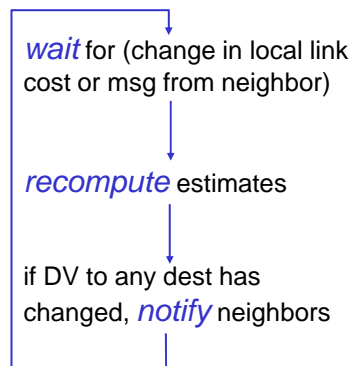 wait for (change in local link
cost or msg from neighbor)
recompute estimates
if DV to any dest has
changed, notify neighbors